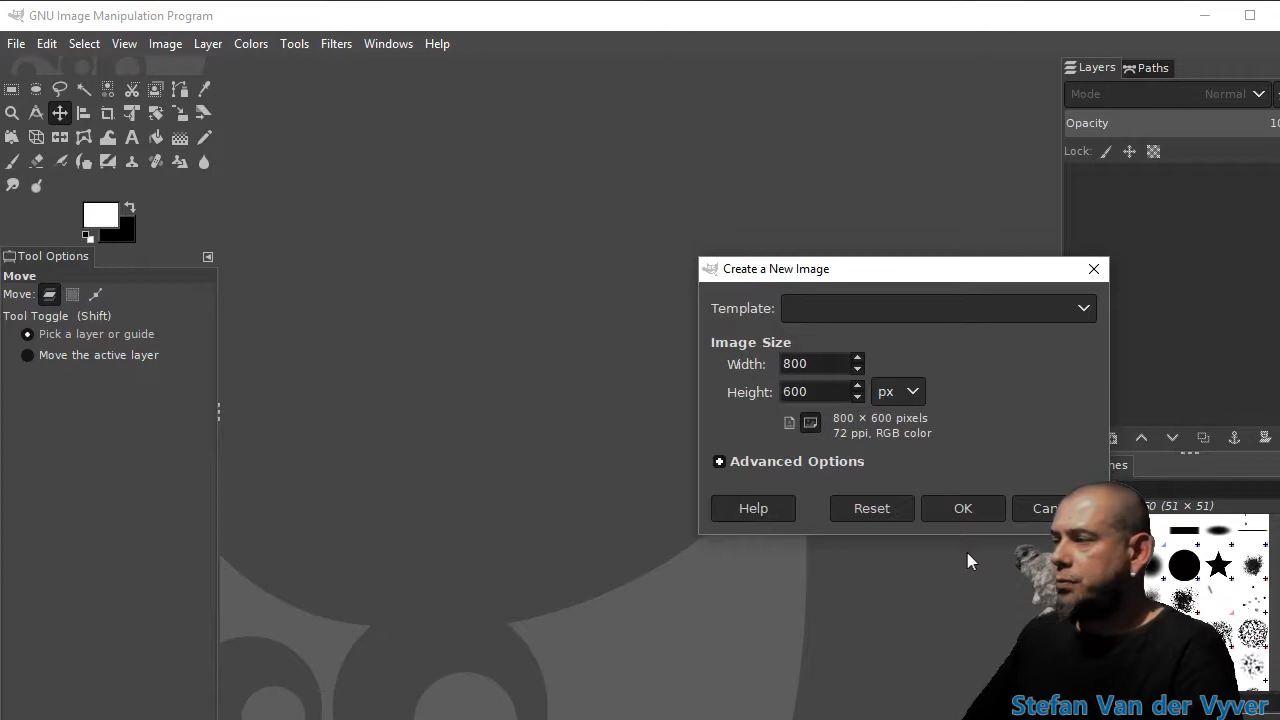 GNU Image Manipulation Program
File Edit Select View Image Layer Colors Tools Filters Windows Help
Layers Paths
Mode Normal
Opacity
Lock:
Tool Options
Move
Move:
Tool Toggle (Shift)
Pick a layer or guide
Move the active layer
Create a New Image
Template:
Image Size
Width: 800
Height: 600 px
800 × 600 pixels
72 ppi, RGB color
Advanced Options
Help Reset OK
(51 × 51)
Stefan Van der Vyver